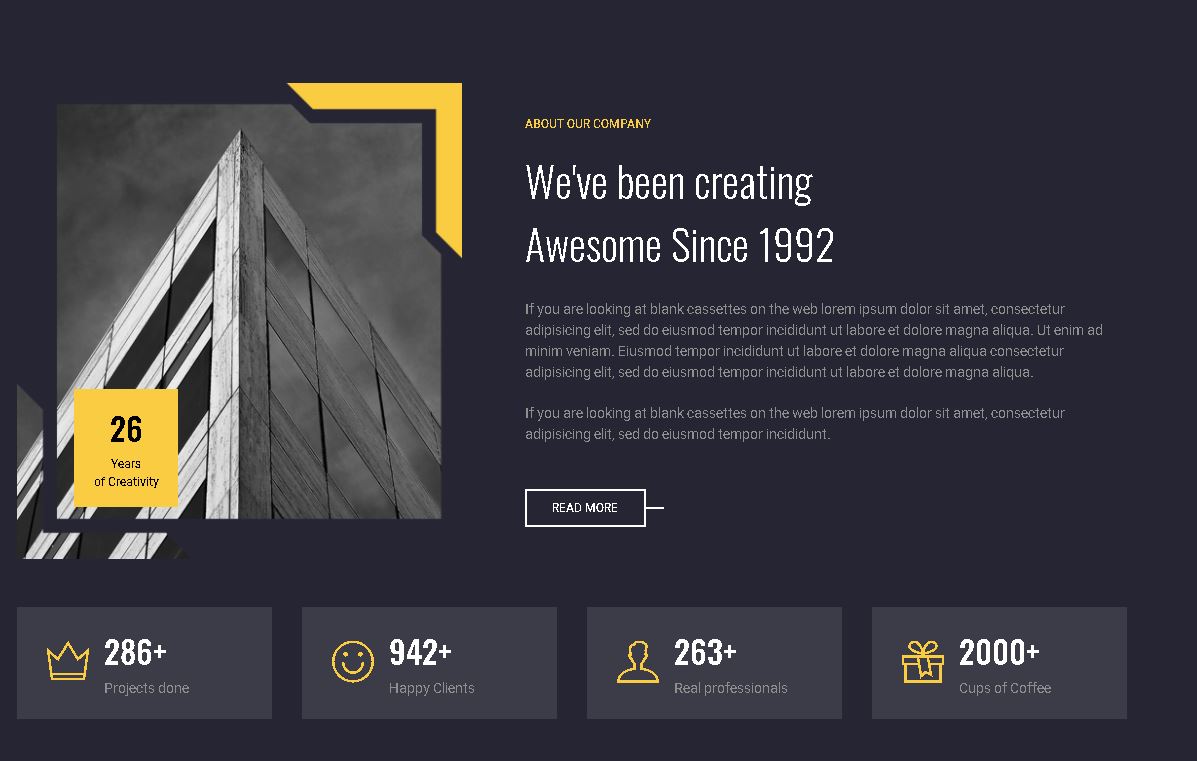 ABOUT OUR COMPANY
We've been creating
Awesome Since 1992
If you are looking at blank cassettes on the web lorem ipsum dolor sit amet, consectetur
adipisicing elit, sed do eiusmod tempor incididunt ut labore et dolore magna aliqua. Ut enim ad
minim veniam. Eiusmod tempor incididunt ut labore et dolore magna aliqua consectetur
adipisicing elit, sed do eiusmod tempor incididunt ut labore et dolore magna aliqua.
If you are looking at blank cassettes on the web lorem ipsum dolor sit amet, consectetur
adipisicing elit, sed do eiusmod tempor incididunt.
READ MORE
26
Years
of Creativity
286+
Projects done
942+
Happy Clients
263+
Real professionals
2000+
Cups of Coffee